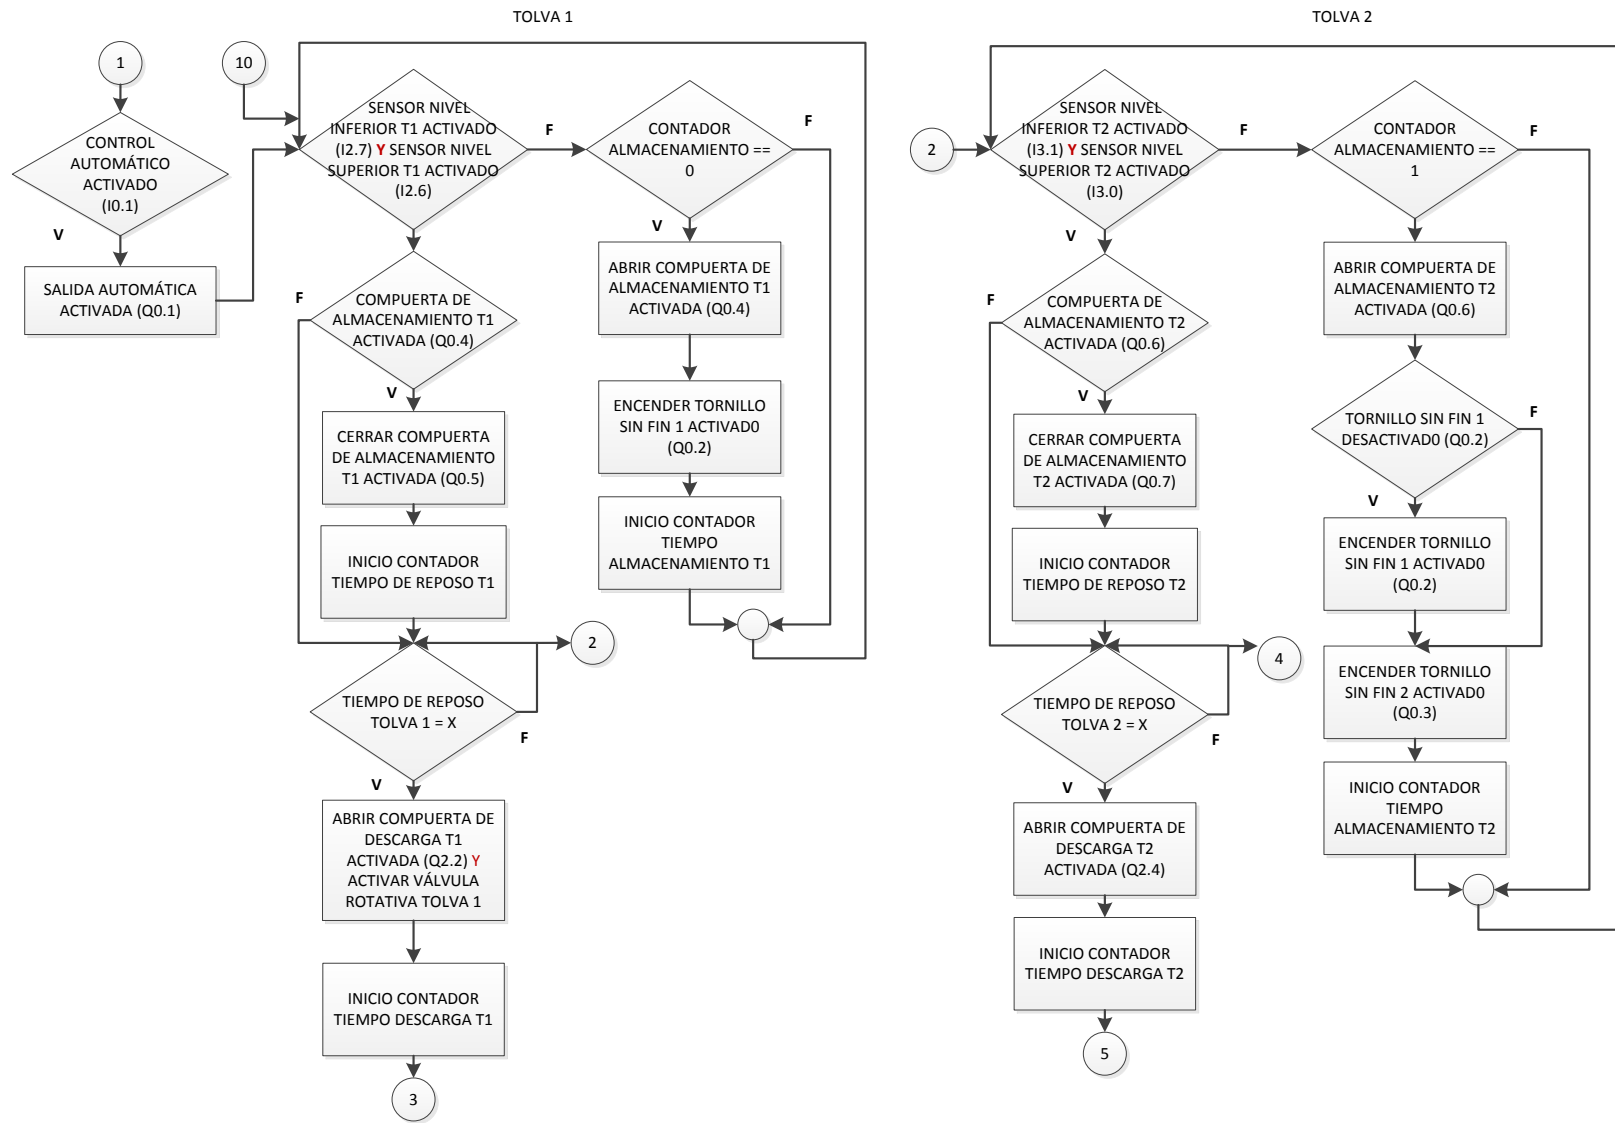 TOLVA 1
1
10
CONTROL
AUTOMÁTICO
ACTIVADO
(I0.1)
V
SALIDA AUTOMÁTICA
ACTIVADA (Q0.1)
SENSOR NIVEL
INFERIOR T1 ACTIVADO
(I2.7) Y SENSOR NIVEL
SUPERIOR T1 ACTIVADO
(I2.6)
F
CONTADOR
ALMACENAMIENTO ==
0
F
V
ABRIR COMPUERTA DE
ALMACENAMIENTO T1
ACTIVADA (Q0.4)
ENCENDER TORNILLO
SIN FIN 1 ACTIVAD0
(Q0.2)
INICIO CONTADOR
TIEMPO
ALMACENAMIENTO T1
F
COMPUERTA DE
ALMACENAMIENTO T1
ACTIVADA (Q0.4)
V
CERRAR COMPUERTA
DE ALMACENAMIENTO
T1 ACTIVADA (Q0.5)
INICIO CONTADOR
TIEMPO DE REPOSO T1
2
TIEMPO DE REPOSO
TOLVA 1 = X
F
V
ABRIR COMPUERTA DE
DESCARGA T1
ACTIVADA (Q2.2) Y
ACTIVAR VÁLVULA
ROTATIVA TOLVA 1
INICIO CONTADOR
TIEMPO DESCARGA T1
3
TOLVA 2
2
SENSOR NIVEL
INFERIOR T2 ACTIVADO
(I3.1) Y SENSOR NIVEL
SUPERIOR T2 ACTIVADO
(I3.0)
F
V
CONTADOR
ALMACENAMIENTO ==
1
F
ABRIR COMPUERTA DE
ALMACENAMIENTO T2
ACTIVADA (Q0.6)
TORNILLO SIN FIN 1
DESACTIVAD0 (Q0.2)
F
V
ENCENDER TORNILLO
SIN FIN 1 ACTIVAD0
(Q0.2)
ENCENDER TORNILLO
SIN FIN 2 ACTIVAD0
(Q0.3)
INICIO CONTADOR
TIEMPO
ALMACENAMIENTO T2
F
COMPUERTA DE
ALMACENAMIENTO T2
ACTIVADA (Q0.6)
V
CERRAR COMPUERTA
DE ALMACENAMIENTO
T2 ACTIVADA (Q0.7)
INICIO CONTADOR
TIEMPO DE REPOSO T2
4
TIEMPO DE REPOSO
TOLVA 2 = X
F
V
ABRIR COMPUERTA DE
DESCARGA T2
ACTIVADA (Q2.4)
INICIO CONTADOR
TIEMPO DESCARGA T2
5